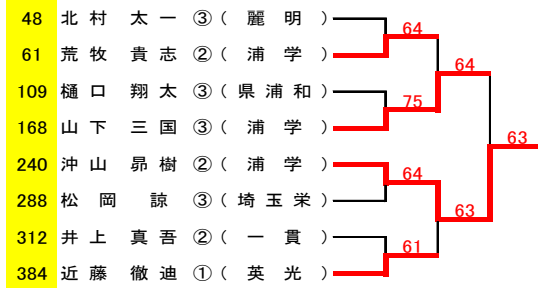 48 北村 太一 ③(麗明)
61 荒牧 貴志 ②(浦学)
109 樋口 翔太 ③(県浦和)
168 山下 三国 ③(浦学)
240 沖山 昴樹 ②(浦学)
288 松岡 諒 ③(埼玉栄)
312 井上 真吾 ②(一貫)
384 近藤 徹迪 ①(英光)
64
64
75
63
64
63
61